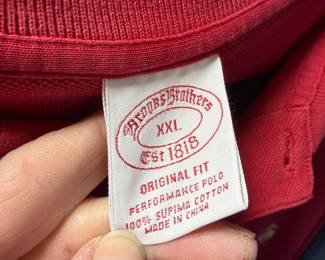 Brooks Brothers
XXL
Est 1818
ORIGINAL FIT
PERFORMANCE POLO
100% SUPIMA COTTON
MADE IN CHINA